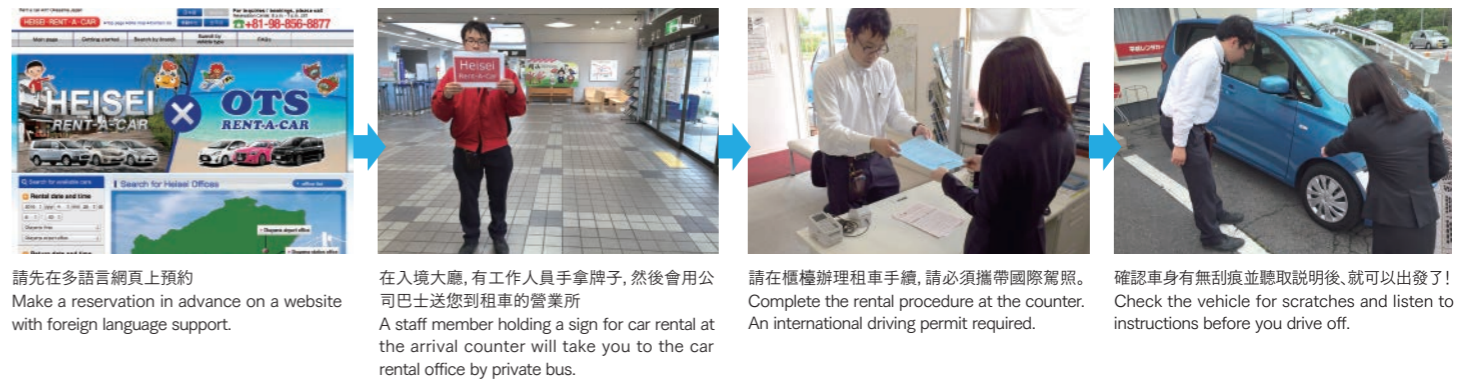 For inquiries / bookings, please call
HEISEI RENT-A-CAR
+81-98-856-8877
Main page
Getting started
Search by branch
Search by vehicle type
FAQs
HEISEI
RENT-A-CAR
X
OTS
RENT-A-CAR
Search for available cars
Search for Heisei Offices
office list
Rental date and time
Okayama airport office
Heisei
Rent-A-Car
請先在多語言網頁上預約
Make a reservation in advance on a website
with foreign language support.
在入境大廳,有工作人員手拿牌子,然後會用公
司巴士送您到租車的營業所
A staff member holding a sign for car rental at
the arrival counter will take you to the car
rental office by private bus.
請在櫃檯辦理租車手續,請必須攜帶國際駕照。
Complete the rental procedure at the counter.
An international driving permit required.
確認車身有無刮痕並聽取説明後、就可以出發了!
Check the vehicle for scratches and listen to
instructions before you drive off.